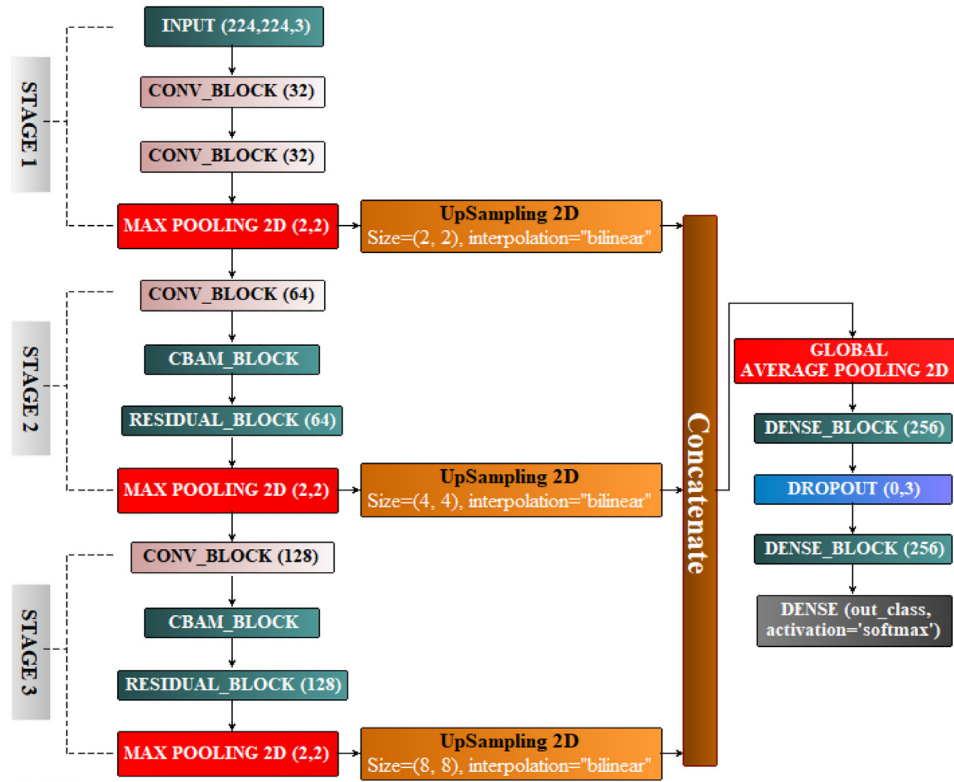 STAGE 1
INPUT (224,224,3)
CONV_BLOCK (32)
CONV_BLOCK (32)
MAX POOLING 2D (2,2)
UpSampling 2D
Size=(2, 2), interpolation="bilinear"
STAGE 2
CONV_BLOCK (64)
CBAM_BLOCK
RESIDUAL_BLOCK (64)
MAX POOLING 2D (2,2)
UpSampling 2D
Size=(4, 4), interpolation="bilinear"
STAGE 3
CONV_BLOCK (128)
CBAM_BLOCK
RESIDUAL_BLOCK (128)
MAX POOLING 2D (2,2)
UpSampling 2D
Size=(8, 8), interpolation="bilinear"
Concatenate
GLOBAL
AVERAGE POOLING 2D
DENSE_BLOCK (256)
DROPOUT (0,3)
DENSE_BLOCK (256)
DENSE (out_class,
activation='softmax')